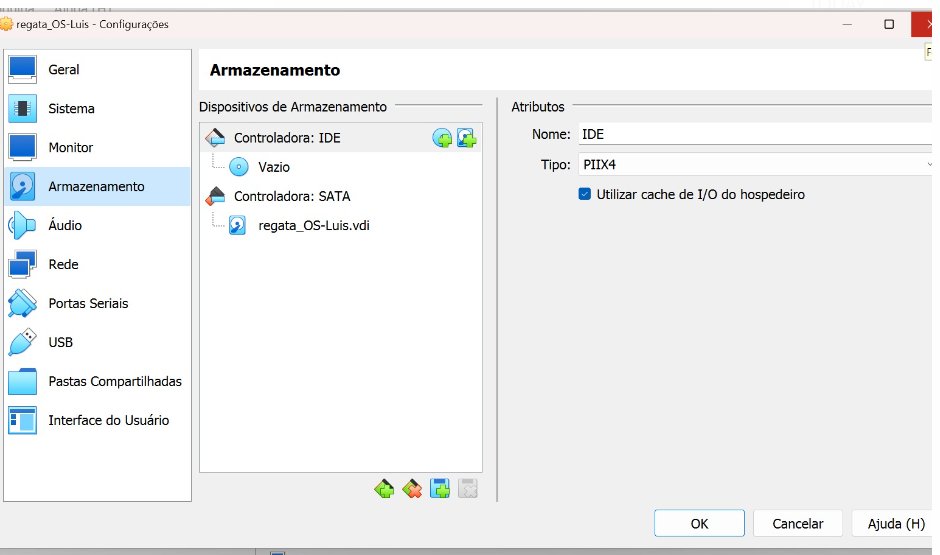 regata_OS-Luis - Configurações
Geral
Sistema
Monitor
Armazenamento
Áudio
Rede
Portas Seriais
USB
Pastas Compartilhadas
Interface do Usuário
Armazenamento
Dispositivos de Armazenamento
Controladora: IDE
Vazio
Controladora: SATA
regata_OS-Luis.vdi
Atributos
Nome: IDE
Tipo: PIIX4
Utilizar cache de I/O do hospedeiro
OK Cancelar Ajuda (H)